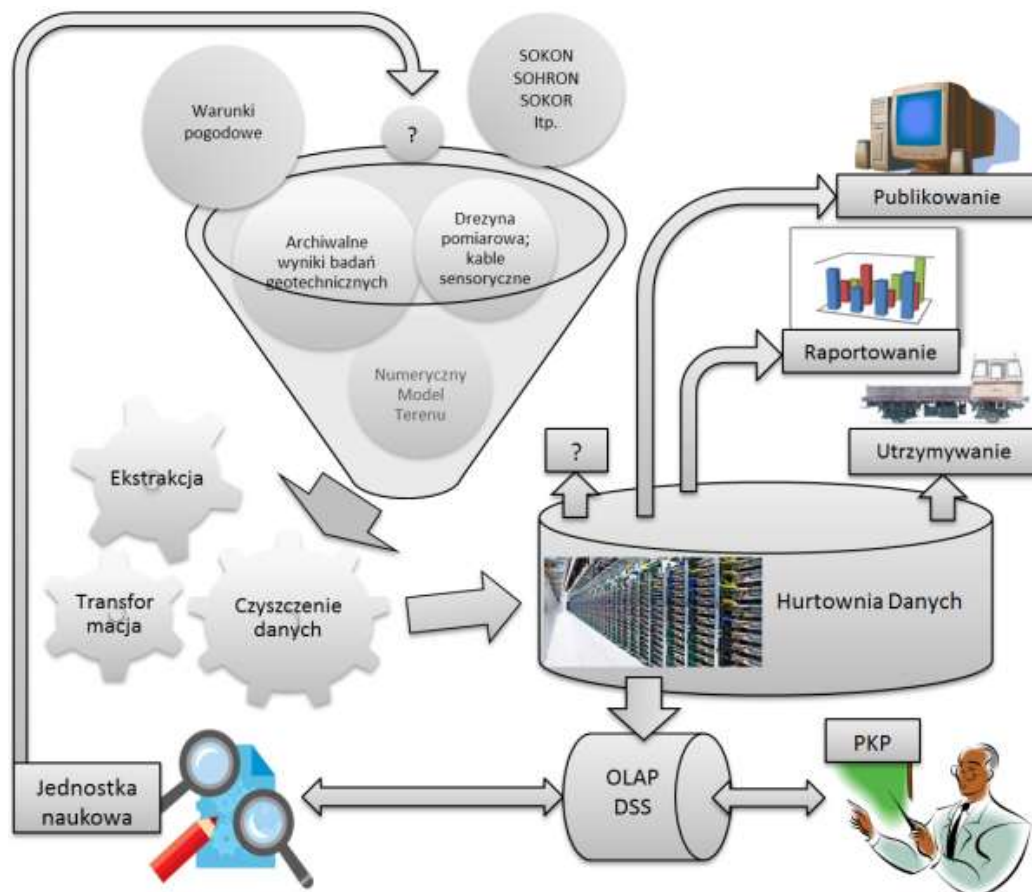 SOKON
SOHRON
SOKOR
Itp.
Warunki
pogodowe
?
Archiwalne
wyniki badań
geotechnicznych
Drezyna
pomiarowa;
kable
sensoryczne
Numeryczny
Model
Terenu
Publikowanie
Raportowanie
?
Utrzymywanie
Ekstrakcja
Transfor
macja
Czyszczenie
danych
Hurtownia Danych
Jednostka
naukowa
OLAP
DSS
PKP